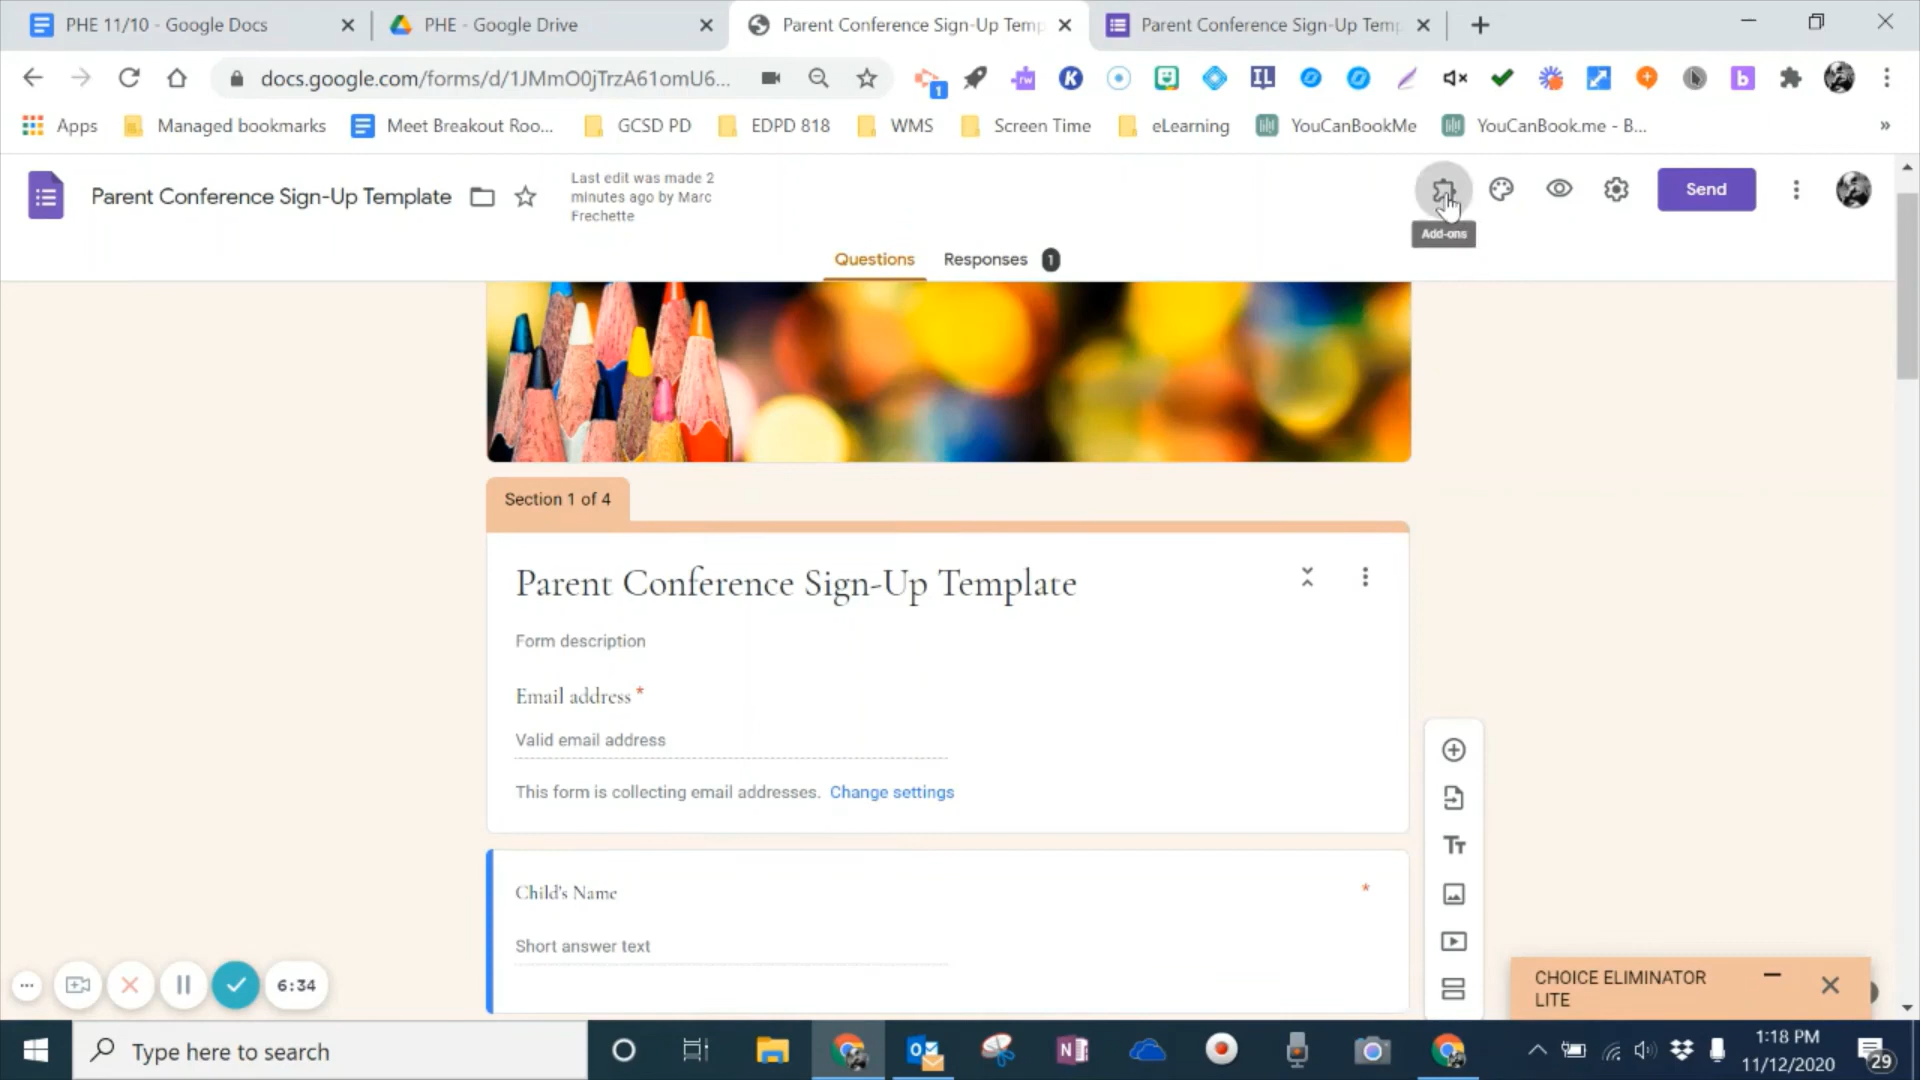 PHE 11/10 - Google Docs
PHE - Google Drive
Parent Conference Sign-Up Temp
Parent Conference Sign-Up Temp
docs.google.com/forms/d/1JMmO0jTrzA61omU6...
1
rw
K
IL
b
Apps
Managed bookmarks
Meet Breakout Roo...
GCSD PD
EDPD 818
WMS
Screen Time
eLearning
YouCanBookMe
YouCanBook.me - B...
»
Parent Conference Sign-Up Template
Last edit was made 2
minutes ago by Marc
Frechette
Send
Add-ons
Questions
Responses 1
Section 1 of 4
Parent Conference Sign-Up Template
Form description
Email address *
Valid email address
This form is collecting email addresses. Change settings
Child's Name *
Short answer text
Tт
6:34
CHOICE ELIMINATOR
LITE
Type here to search
1:18 PM
11/12/2020
29